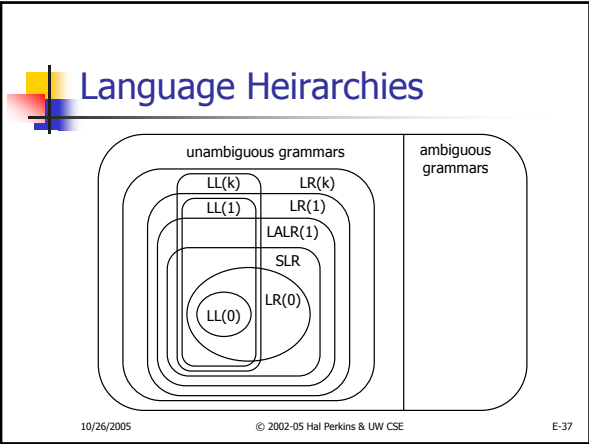 Language Heirarchies
unambiguous grammars
ambiguous
grammars
LL(k)
LR(k)
LL(1)
LR(1)
LALR(1)
SLR
LR(0)
LL(0)
10/26/2005
© 2002-05 Hal Perkins & UW CSE
E-37